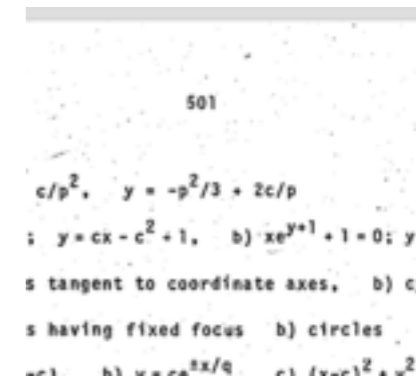 501
c/p², y = -p²/3 + 2c/p
; y = cx - c² + 1, b) xe^{y+1} + 1 = 0; y
s tangent to coordinate axes, b) c
s having fixed focus b) circles
b) y = ce^{±x/q} c) (x-c)² + y²